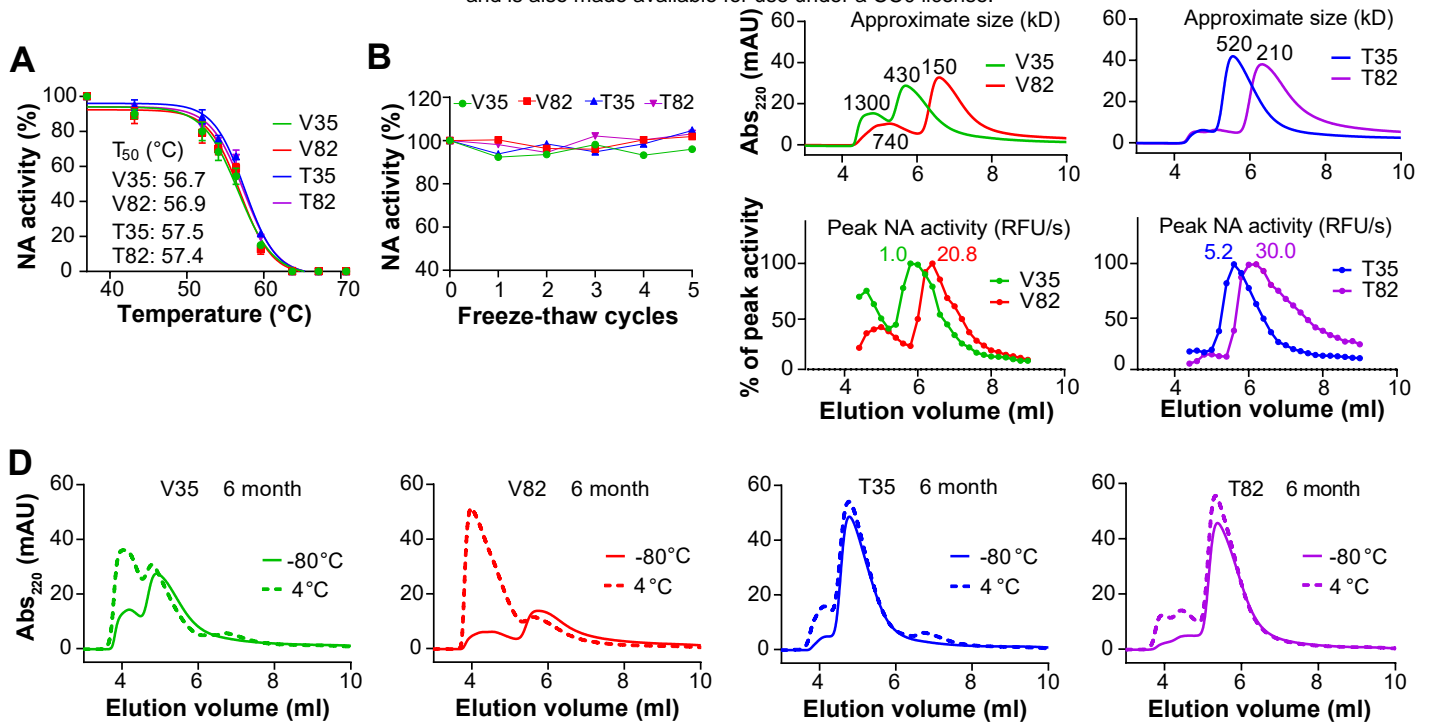 and is also made available for use under a CC0 license.
A
NA activity (%)
100
80
60
40
20
0
T50 (°C)
V35: 56.7
V82: 56.9
T35: 57.5
T82: 57.4
V35
V82
T35
T82
40
50
60
70
Temperature (°C)
B
NA activity (%)
120
100
80
60
40
V35
V82
T35
T82
0
1
2
3
4
5
Freeze-thaw cycles
Abs220 (mAU)
60
40
20
0
Approximate size (kD)
1300
430
150
740
V35
V82
4
6
8
10
60
40
20
0
Approximate size (kD)
520
210
T35
T82
4
6
8
10
% of peak activity
100
50
0
Peak NA activity (RFU/s)
1.0
20.8
V35
V82
4
6
8
10
Elution volume (ml)
100
50
0
Peak NA activity (RFU/s)
5.2
30.0
T35
T82
4
6
8
10
Elution volume (ml)
D
Abs220 (mAU)
60
40
20
0
V35 6 month
-80°C
4°C
4
6
8
10
Elution volume (ml)
60
40
20
0
V82 6 month
-80°C
4°C
4
6
8
10
Elution volume (ml)
60
40
20
0
T35 6 month
-80°C
4°C
4
6
8
10
Elution volume (ml)
60
40
20
0
T82 6 month
-80°C
4°C
4
6
8
10
Elution volume (ml)